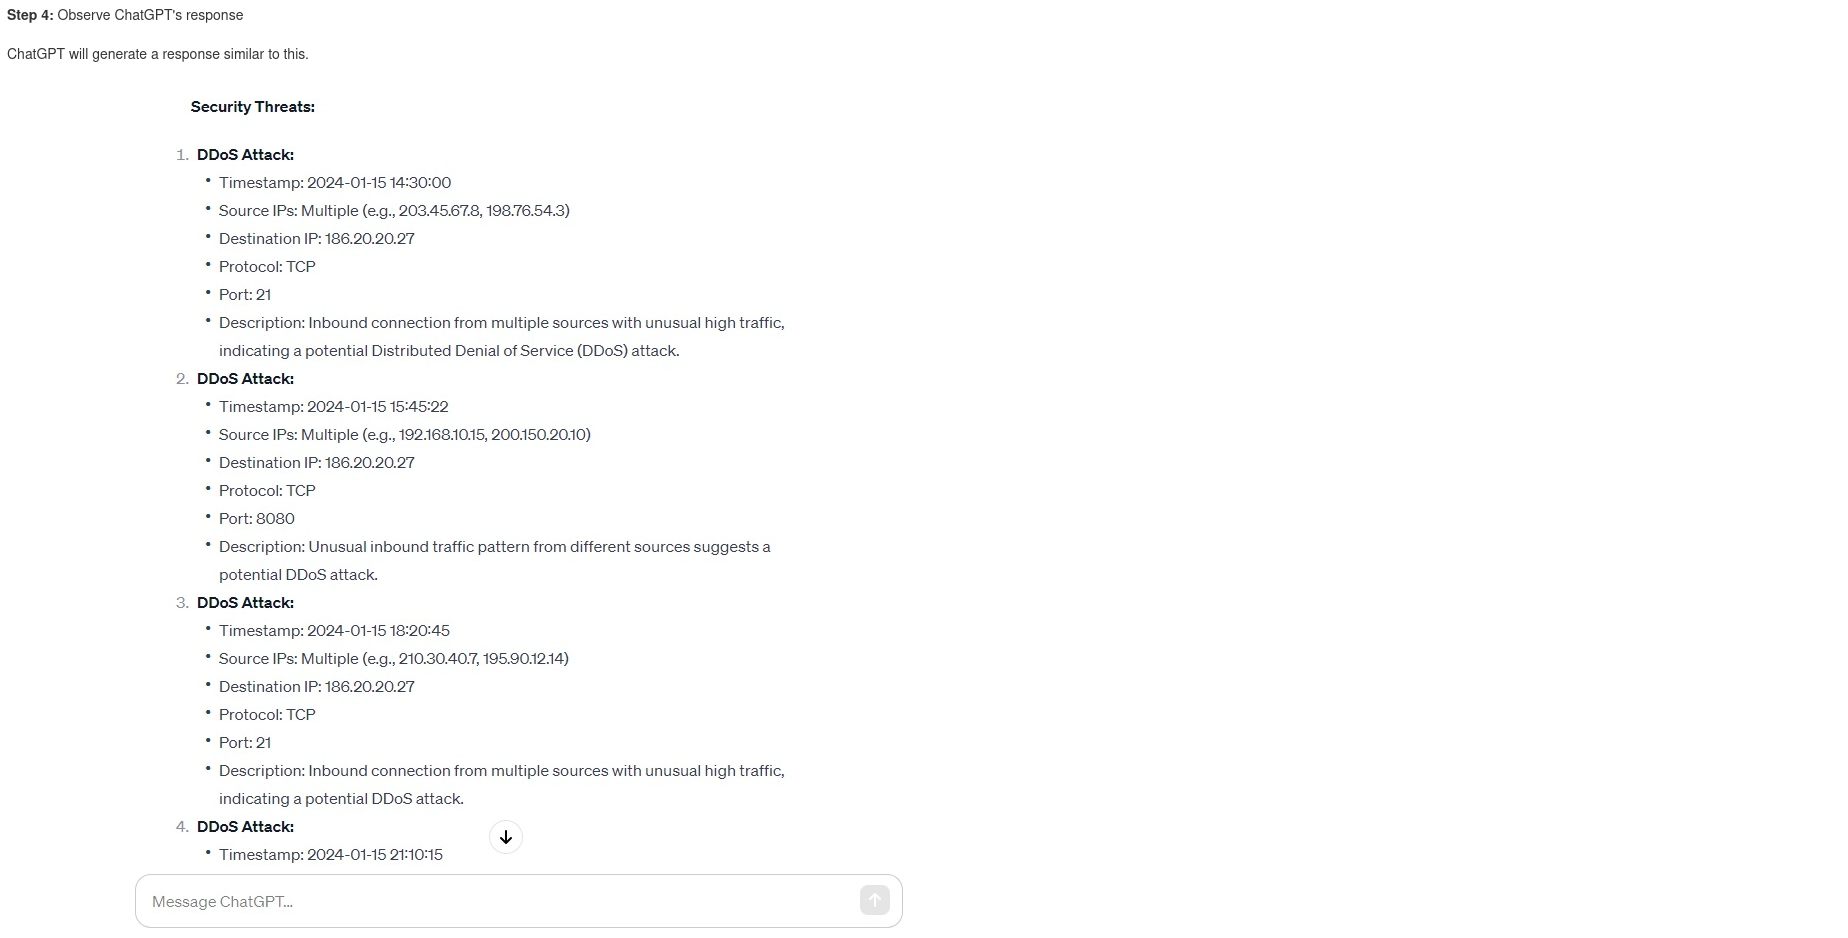 Step 4: Observe ChatGPT's response
ChatGPT will generate a response similar to this.
Security Threats:
1. DDoS Attack:
• Timestamp: 2024-01-15 14:30:00
• Source IPs: Multiple (e.g., 203.45.67.8, 198.76.54.3)
• Destination IP: 186.20.20.27
• Protocol: TCP
• Port: 21
• Description: Inbound connection from multiple sources with unusual high traffic,
indicating a potential Distributed Denial of Service (DDoS) attack.
2. DDoS Attack:
• Timestamp: 2024-01-15 15:45:22
• Source IPs: Multiple (e.g., 192.168.10.15, 200.150.20.10)
• Destination IP: 186.20.20.27
• Protocol: TCP
• Port: 8080
• Description: Unusual inbound traffic pattern from different sources suggests a
potential DDoS attack.
3. DDoS Attack:
• Timestamp: 2024-01-15 18:20:45
• Source IPs: Multiple (e.g., 210.30.40.7, 195.90.12.14)
• Destination IP: 186.20.20.27
• Protocol: TCP
• Port: 21
• Description: Inbound connection from multiple sources with unusual high traffic,
indicating a potential DDoS attack.
4. DDoS Attack:
• Timestamp: 2024-01-15 21:10:15
Message ChatGPT...